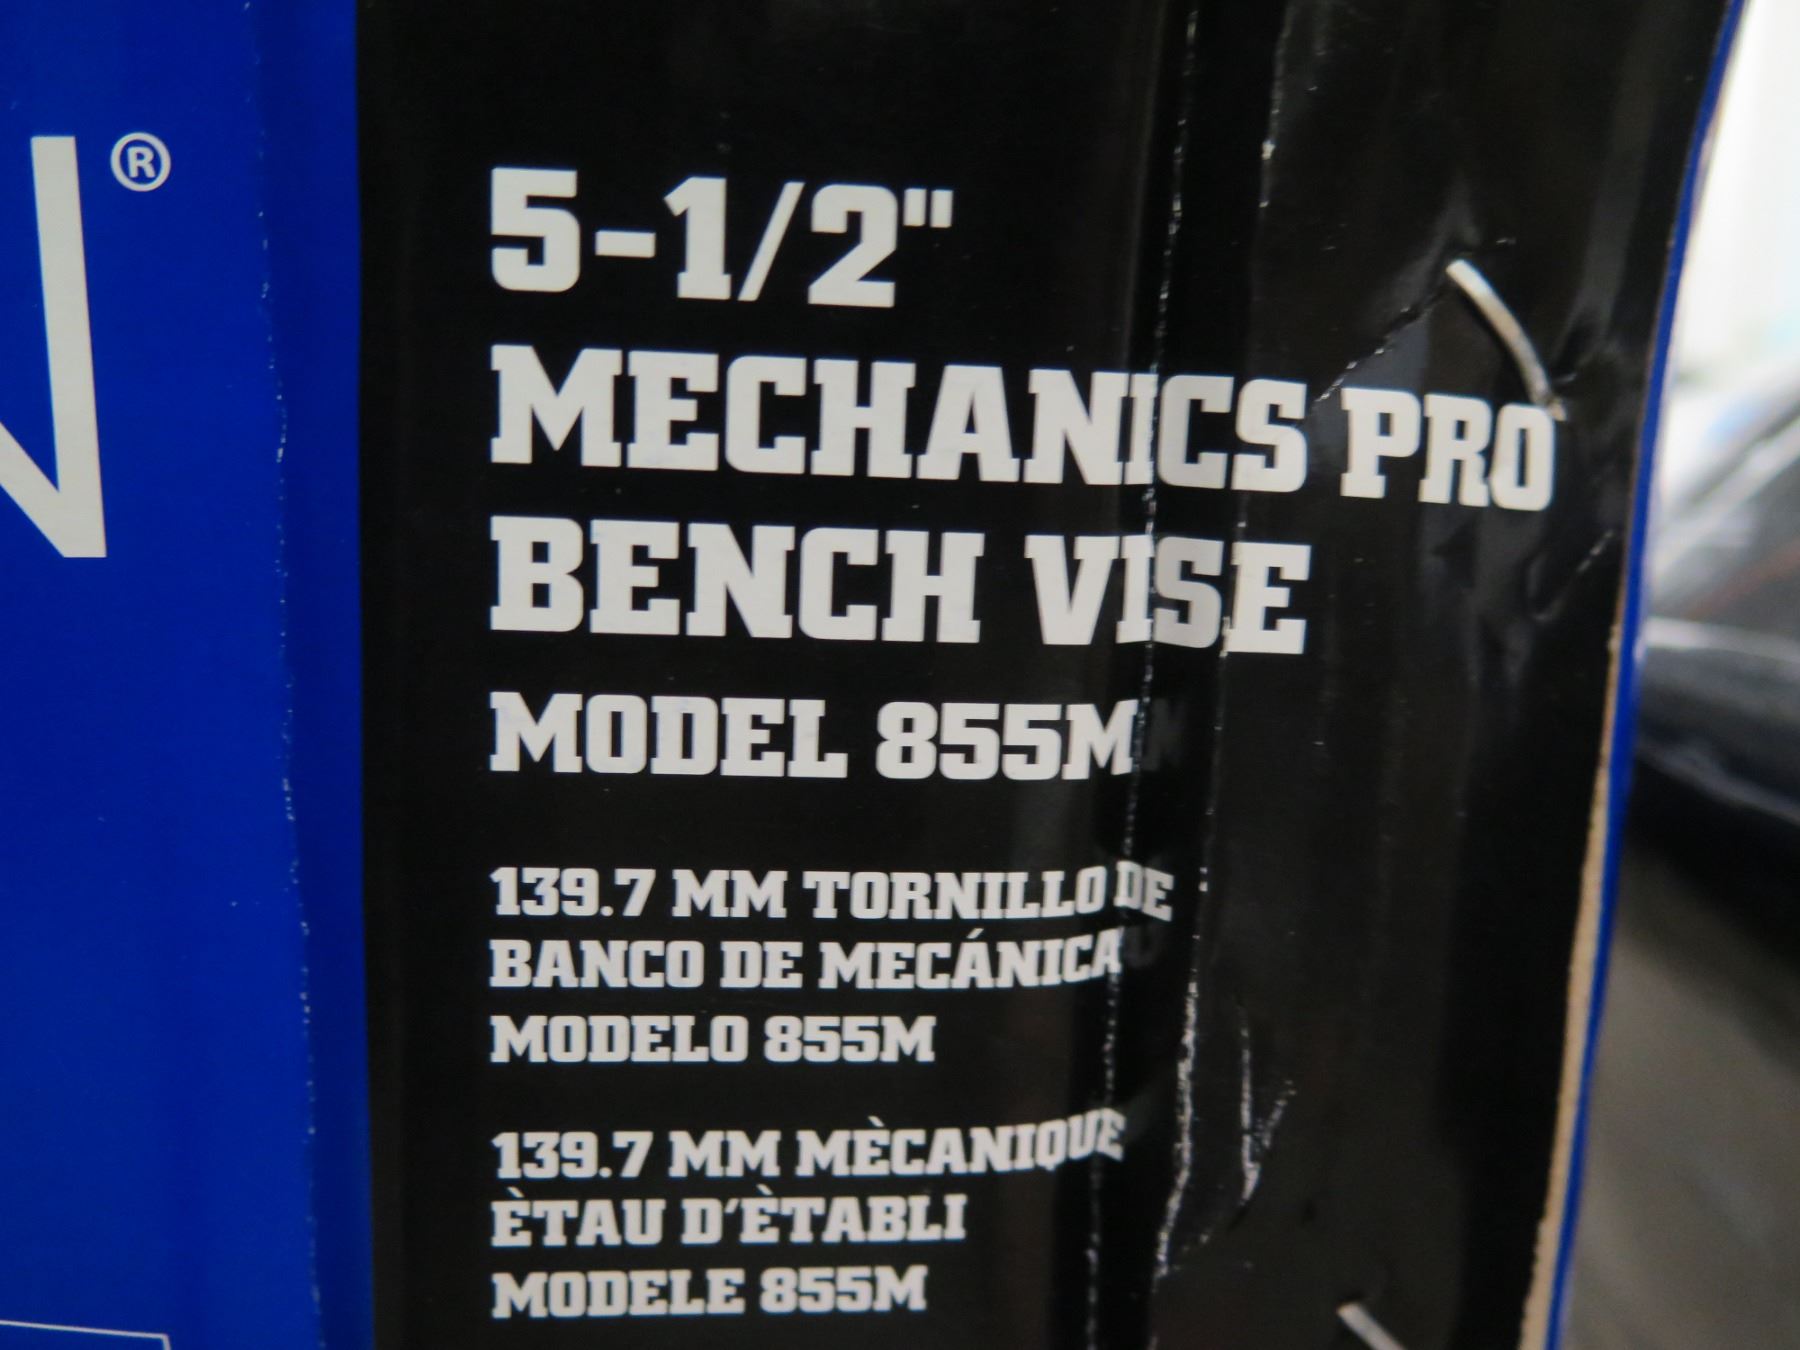 N®
5-1/2"
MECHANICS PRO
BENCH VISE
MODEL 855M
139.7 MM TORNILLO DE
BANCO DE MECÁNICA
MODELO 855M
139.7 MM MÈCANIQUE
ÈTAU D'ÈTABLI
MODELE 855M